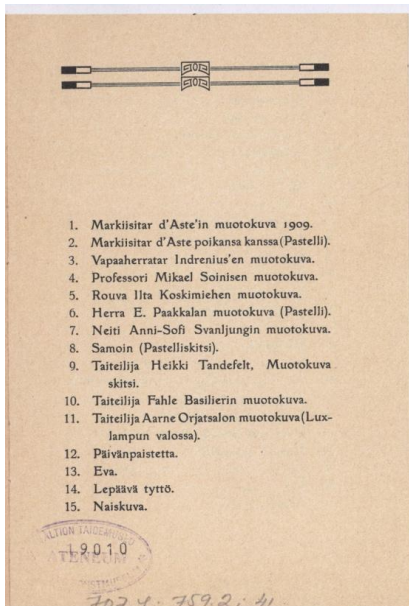 1. Markiisitar d'Aste'in muotokuva 1909.
2. Markiisitar d'Aste poikansa kanssa (Pastelli).
3. Vapaaherratar Indrenius'en muotokuva.
4. Professori Mikael Soinisen muotokuva.
5. Rouva Ilta Koskimiehen muotokuva.
6. Herra E. Paakkalan muotokuva (Pastelli).
7. Neiti Anni-Sofi Svanljungin muotokuva.
8. Samoin (Pastelliskitsi).
9. Taiteilija Heikki Tandefelt, Muotokuva
skitsi.
10. Taiteilija Fahle Basilierin muotokuva.
11. Taiteilija Aarne Orjatsalon muotokuva (Lux-
lampun valossa).
12. Päivänpaistetta.
13. Eva.
14. Lepäävä tyttö.
15. Naiskuva.
19010
ATENEUM